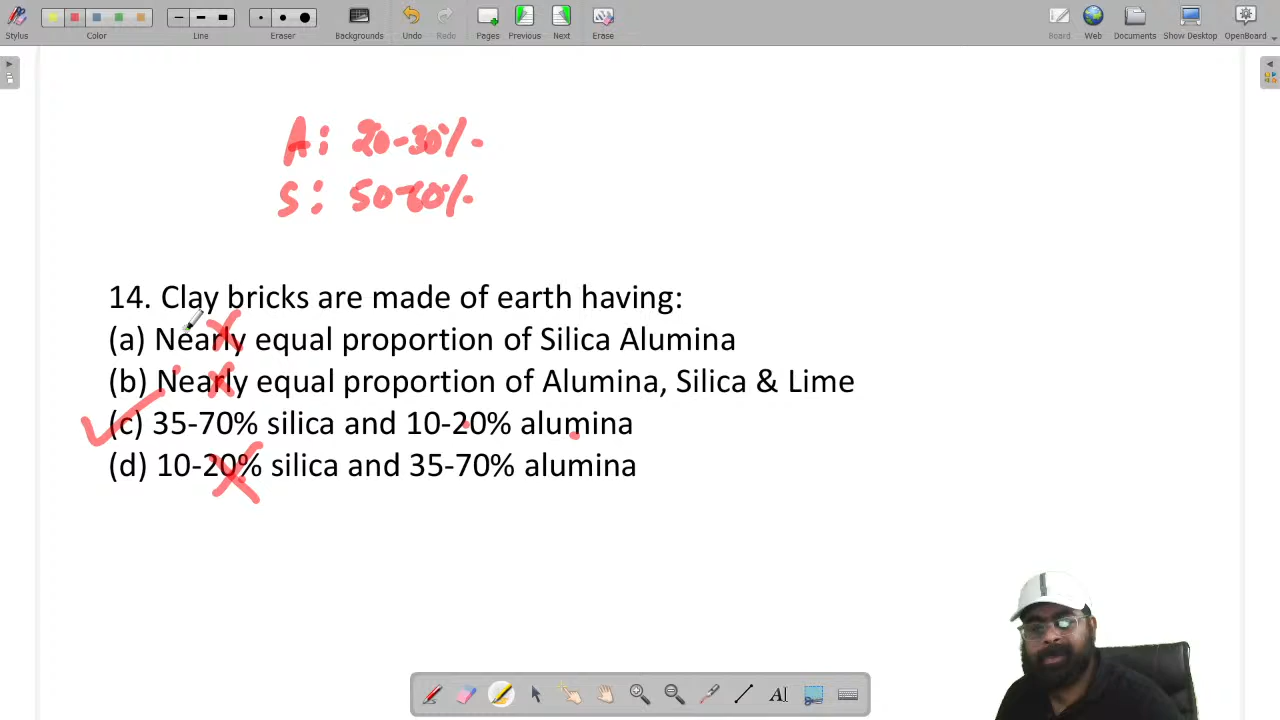 Stylus Color Line Eraser Backgrounds Undo Redo Pages Previous Next Erase Board Web Documents Show Desktop OpenBoard
A: 20-30%.
S: 50-60%.
14. Clay bricks are made of earth having:
(a) Nearly equal proportion of Silica Alumina
(b) Nearly equal proportion of Alumina, Silica & Lime
(c) 35-70% silica and 10-20% alumina
(d) 10-20% silica and 35-70% alumina